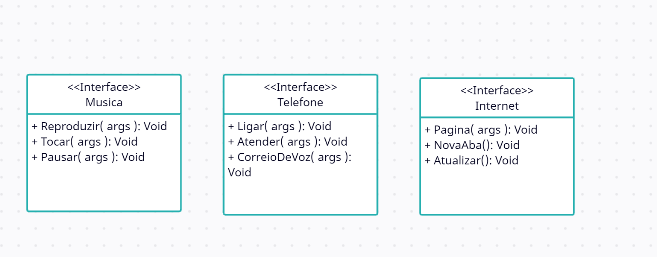 <<Interface>>
Musica
+ Reproduzir( args ): Void
+ Tocar( args ): Void
+ Pausar( args ): Void
<<Interface>>
Telefone
+ Ligar( args ): Void
+ Atender( args ): Void
+ CorreioDeVoz( args ):
Void
<<Interface>>
Internet
+ Pagina( args ): Void
+ NovaAba(): Void
+ Atualizar(): Void